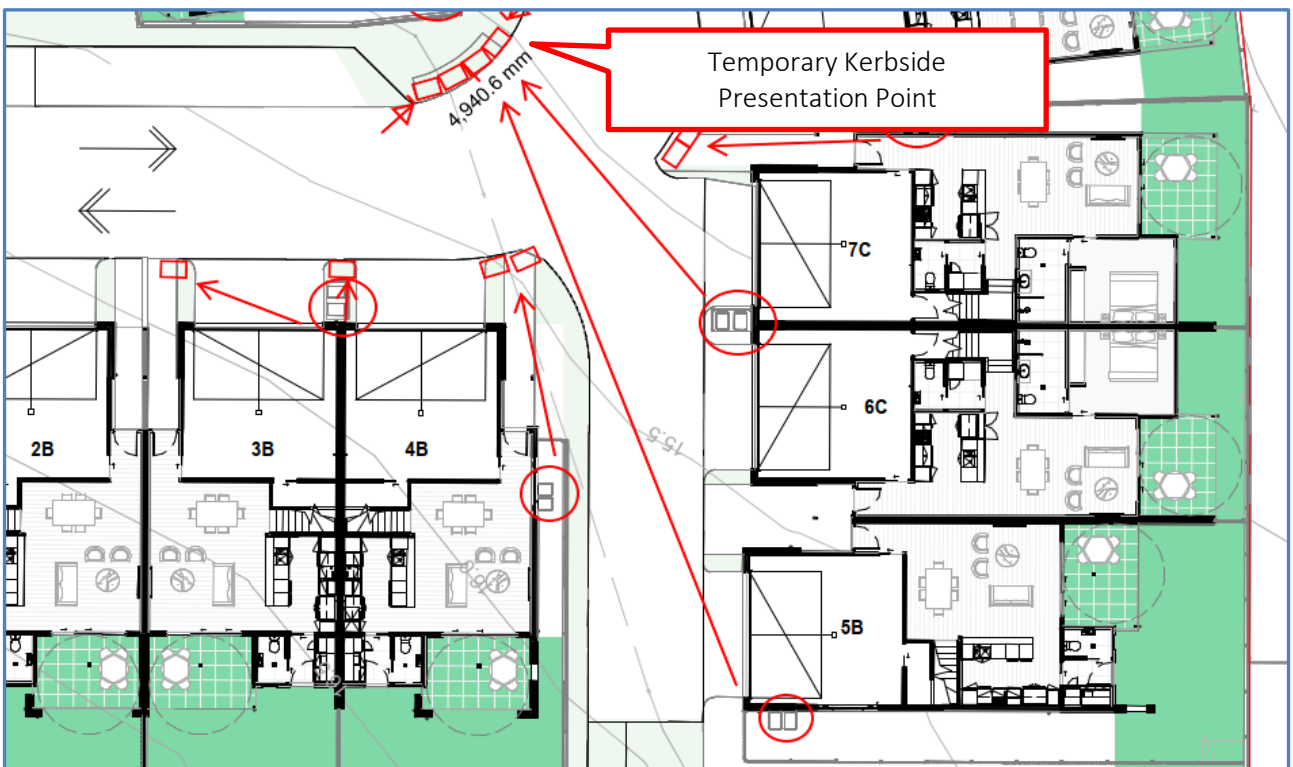 Temporary Kerbside
Presentation Point
4,940.6 mm
7C
6C
15.5
2B
3B
4B
5B